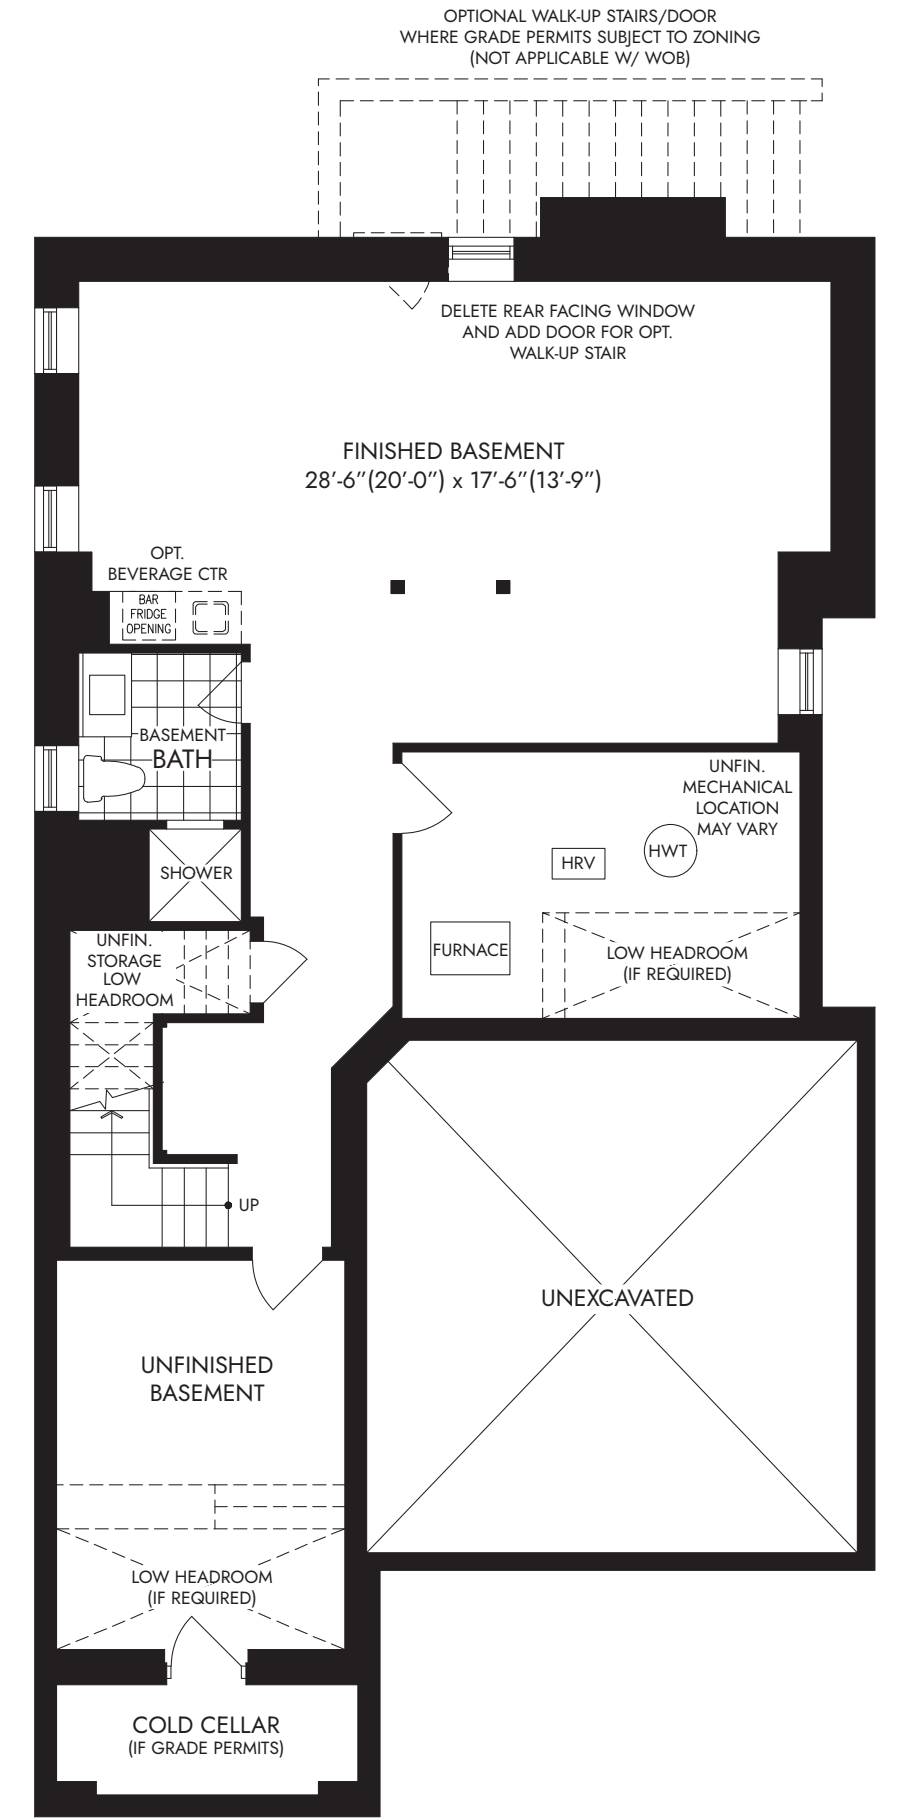 OPTIONAL WALK-UP STAIRS/DOOR
WHERE GRADE PERMITS SUBJECT TO ZONING
(NOT APPLICABLE W/ WOB)
DELETE REAR FACING WINDOW
AND ADD DOOR FOR OPT.
WALK-UP STAIR
FINISHED BASEMENT
28’-6”(20’-0”) x 17’-6”(13’-9”)
OPT.
BEVERAGE CTR
BAR
FRIDGE
OPENING
BASEMENT
BATH
SHOWER
UNFIN.
MECHANICAL
LOCATION
MAY VARY
HWT
HRV
FURNACE
LOW HEADROOM
(IF REQUIRED)
UNFIN.
STORAGE
LOW
HEADROOM
UP
UNEXCAVATED
UNFINISHED
BASEMENT
LOW HEADROOM
(IF REQUIRED)
COLD CELLAR
(IF GRADE PERMITS)